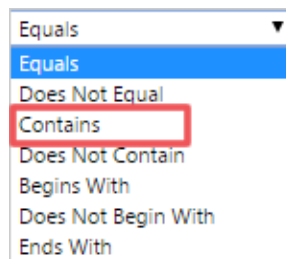 Equals
Equals
Does Not Equal
Contains
Does Not Contain
Begins With
Does Not Begin With
Ends With